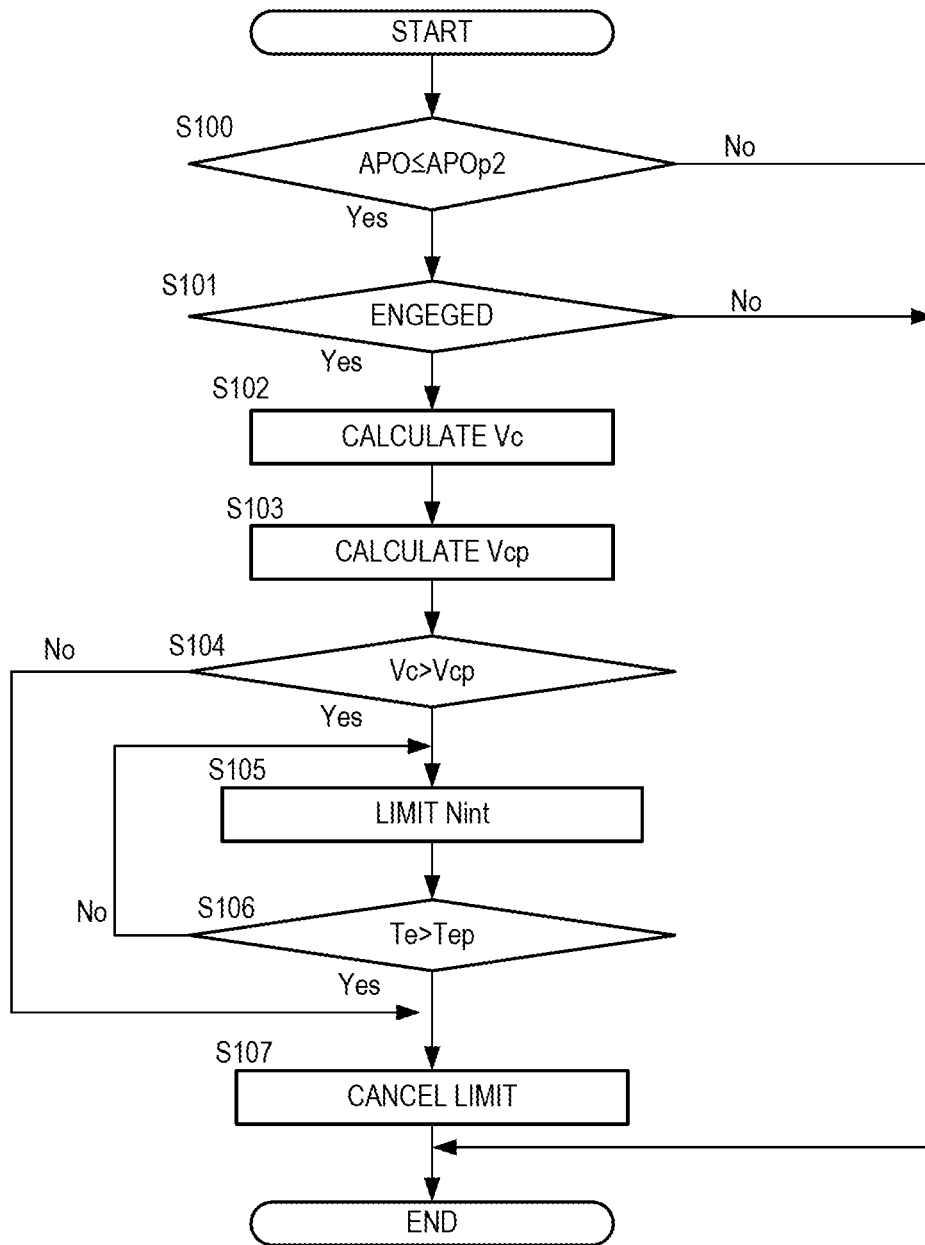 START
S100
APO≤APOp2
No
Yes
S101
ENGEGED
No
Yes
S102
CALCULATE Vc
S103
CALCULATE Vcp
No
S104
Vc>Vcp
Yes
S105
LIMIT Nint
No
S106
Te>Tep
Yes
S107
CANCEL LIMIT
END